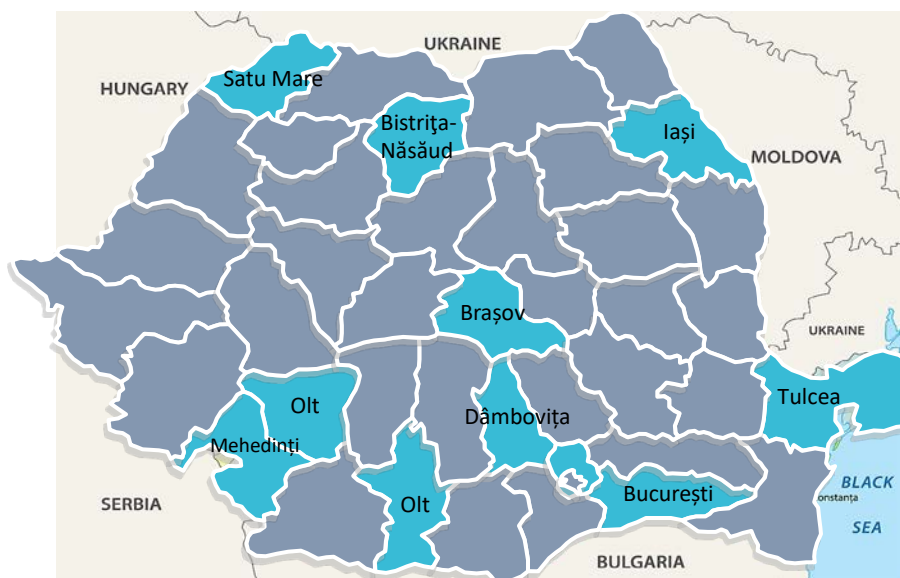 UKRAINE
Satu Mare
HUNGARY
Bistriţa-
Năsăud
Iași
MOLDOVA
Brașov
UKRAINE
Olt
Tulcea
Dâmbovița
Mehedinți
BLACK
București
onstanța
SERBIA
Olt
SEA
BULGARIA